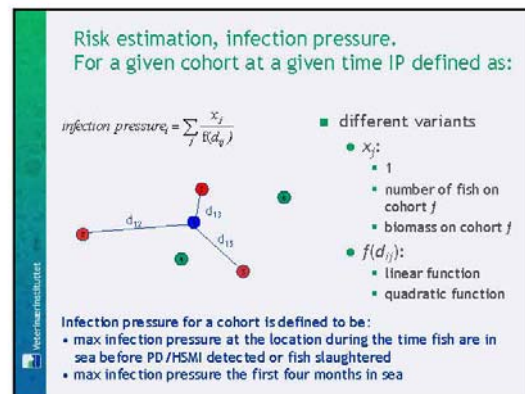 Risk estimation, infection pressure.
For a given cohort at a given time IP defined as:
infection pressure_i = ∑_j x_j / f(d_ij)
d_12
d_13
d_15
■ different variants
● x_j:
■ 1
■ number of fish on
cohort j
■ biomass on cohort j
● f(d_ij):
■ linear function
■ quadratic function
Infection pressure for a cohort is defined to be:
• max infection pressure at the location during the time fish are in
sea before PD/HSMI detected or fish slaughtered
• max infection pressure the first four months in sea
Veterinærinstituttet